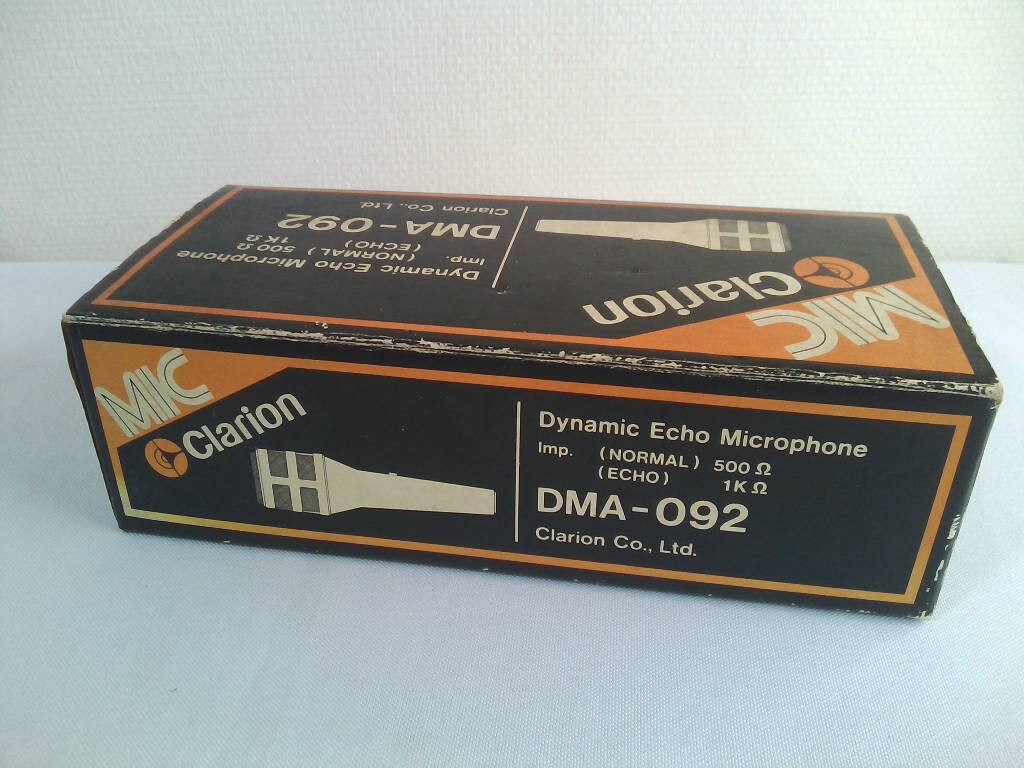 MIC
Clarion
Dynamic Echo Microphone
Imp. (NORMAL) 500 Ω
(ECHO) 1K Ω
DMA-092
Clarion Co., Ltd.
MIC
Clarion
Dynamic Echo Microphone
Imp. (NORMAL) 500 Ω
(ECHO) 1K Ω
DMA-092
Clarion Co., Ltd.